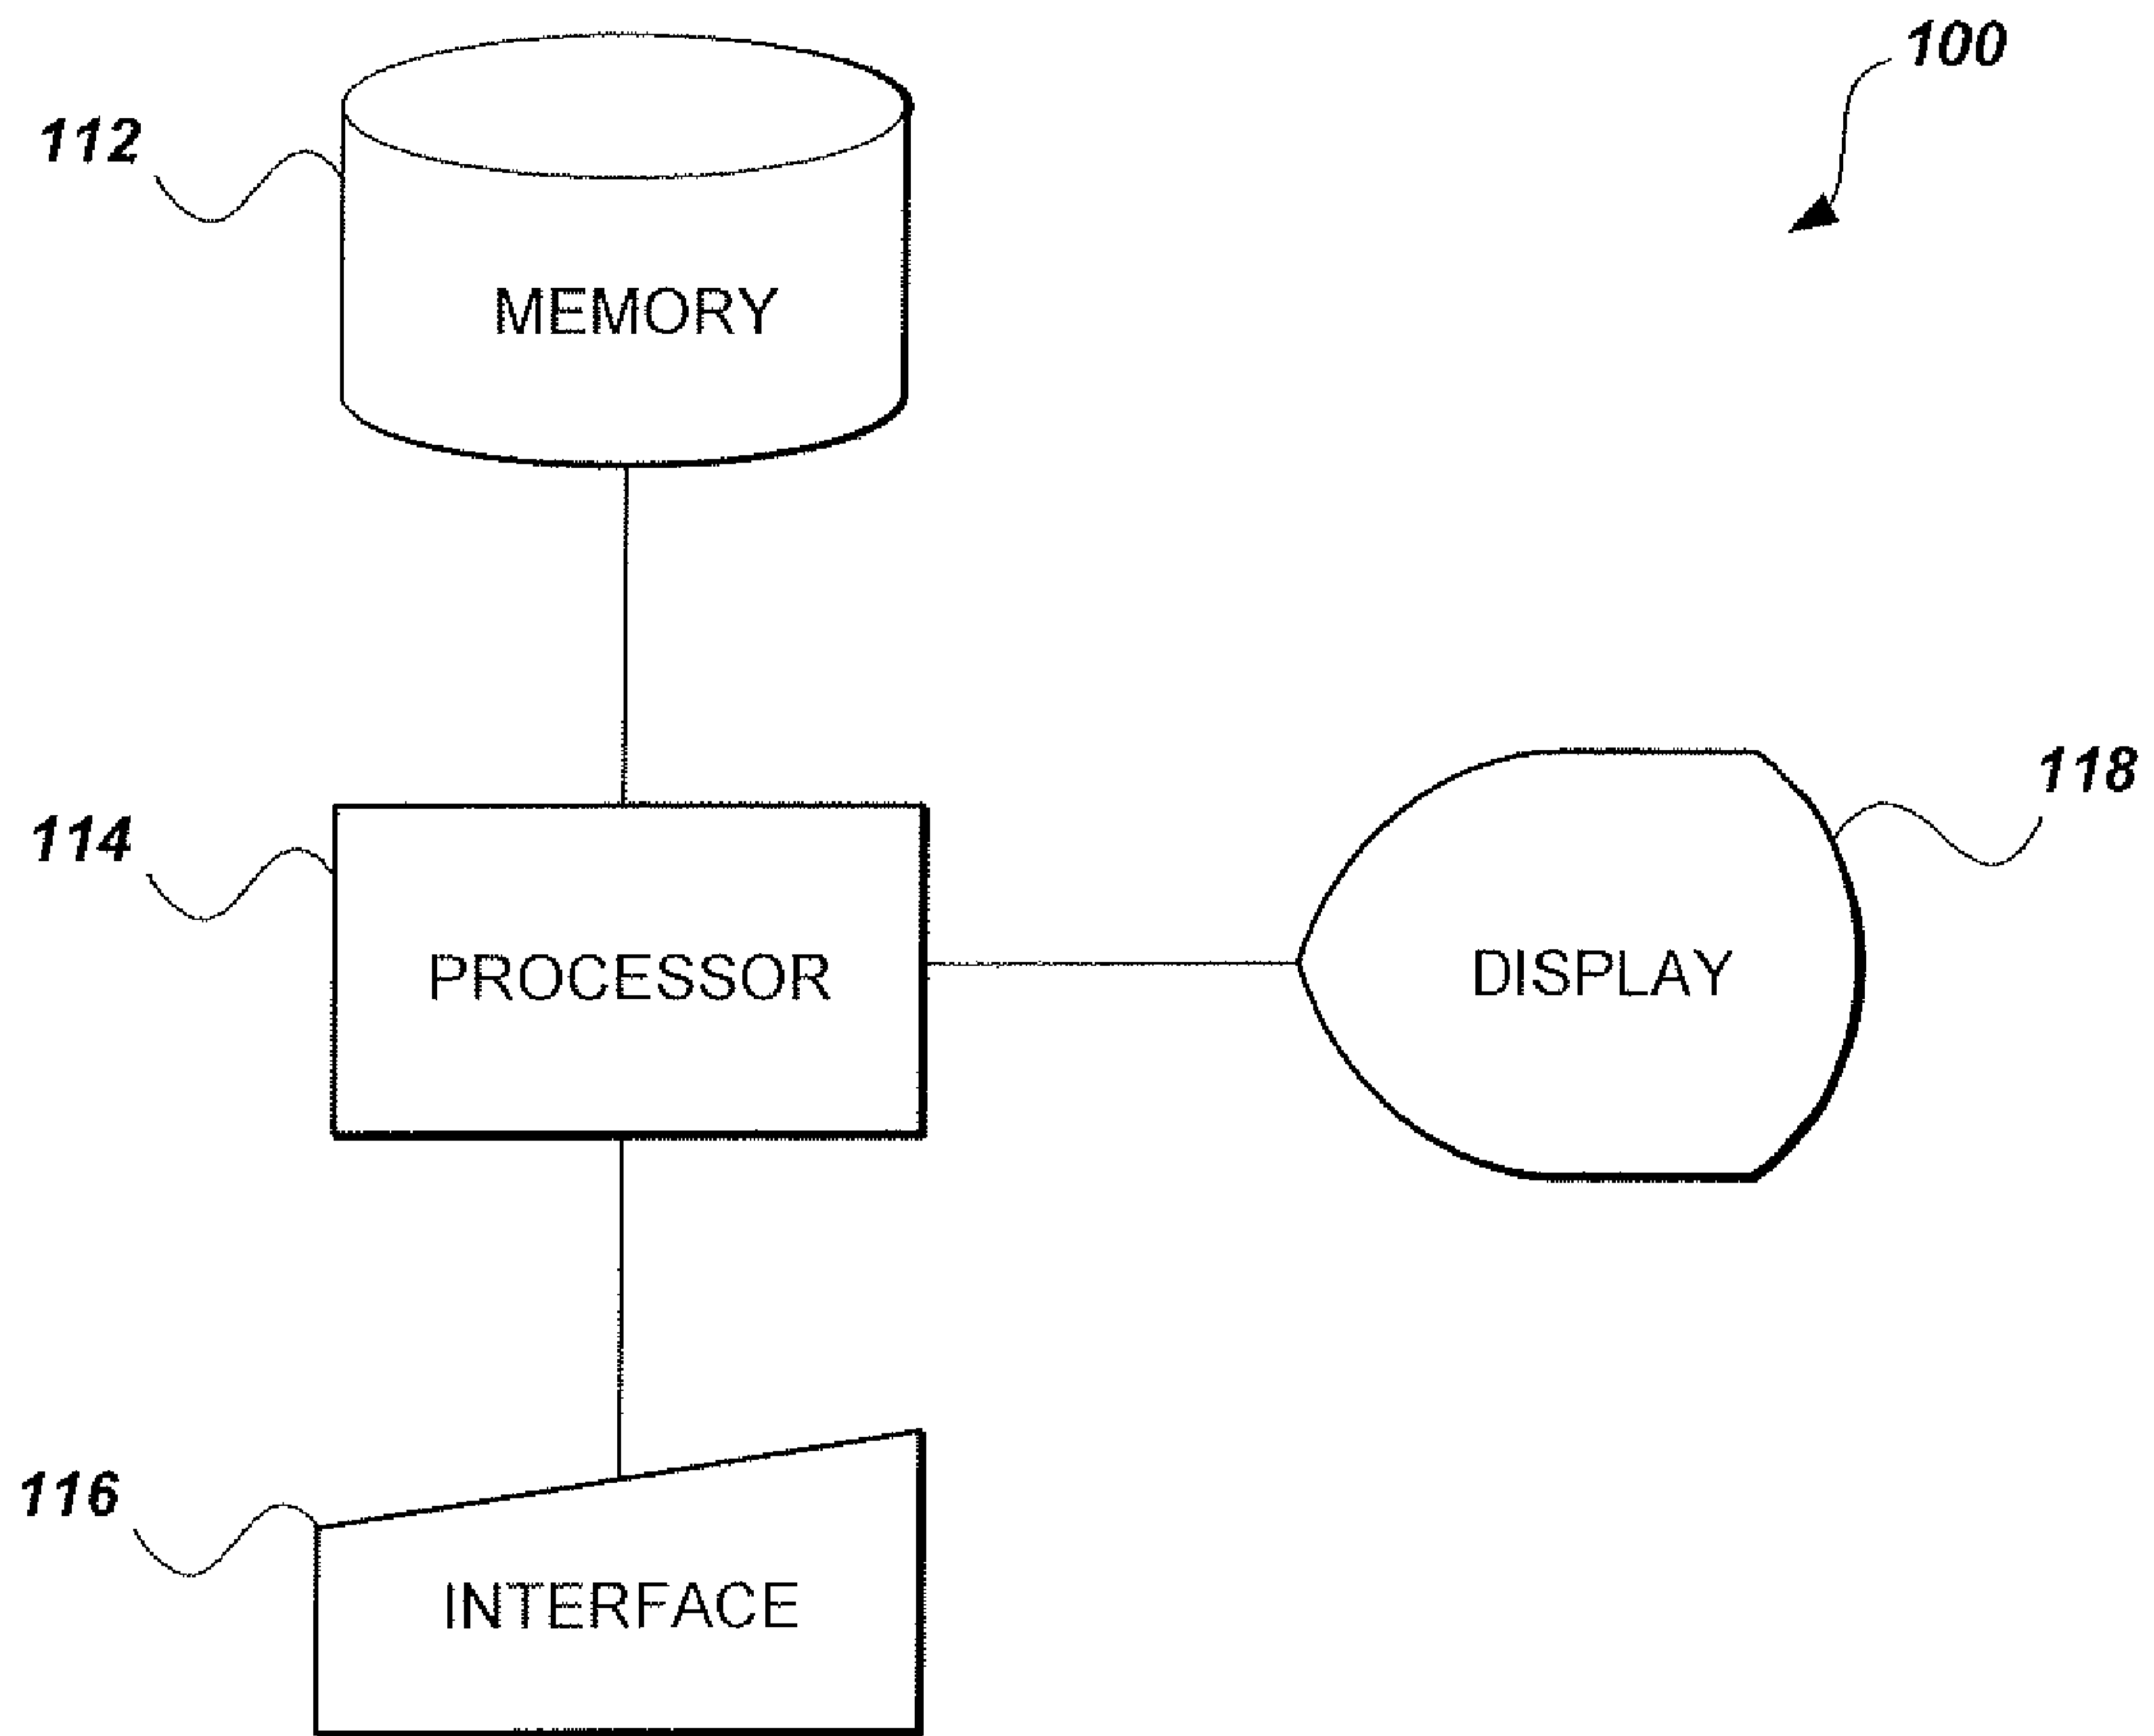 100
112
MEMORY
118
114
PROCESSOR
DISPLAY
116
INTERFACE